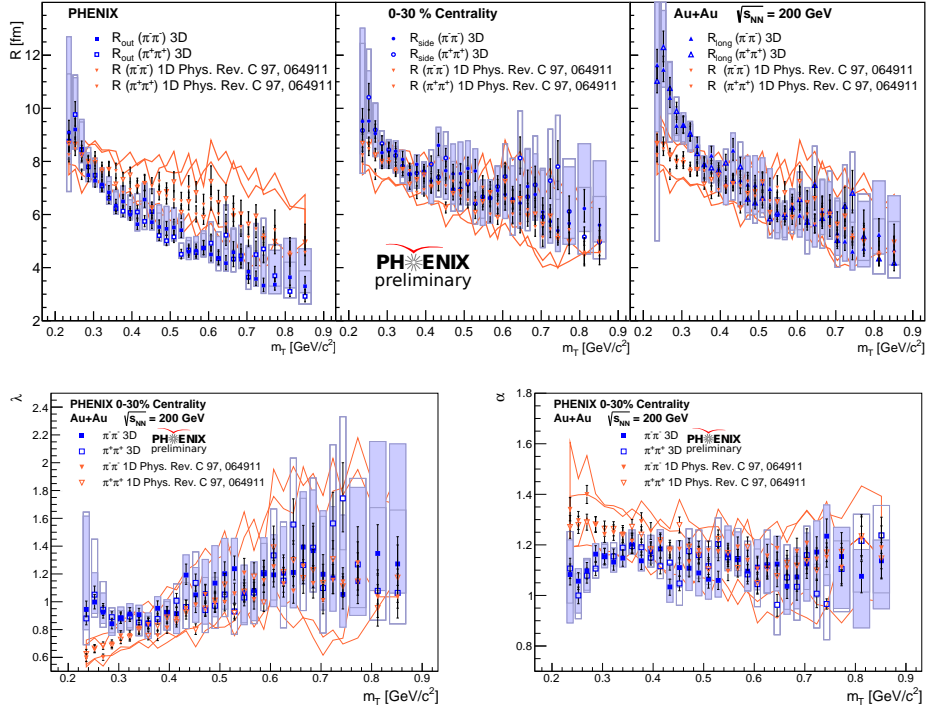 PHENIX
R_out (π⁻π⁻) 3D
R_out (π⁺π⁺) 3D
R (π⁻π⁻) 1D Phys. Rev. C 97, 064911
R (π⁺π⁺) 1D Phys. Rev. C 97, 064911
0-30 % Centrality
R_side (π⁻π⁻) 3D
R_side (π⁺π⁺) 3D
R (π⁻π⁻) 1D Phys. Rev. C 97, 064911
R (π⁺π⁺) 1D Phys. Rev. C 97, 064911
PHENIX
preliminary
Au+Au √s_NN = 200 GeV
R_long (π⁻π⁻) 3D
R_long (π⁺π⁺) 3D
R (π⁻π⁻) 1D Phys. Rev. C 97, 064911
R (π⁺π⁺) 1D Phys. Rev. C 97, 064911
R [fm]
12
10
8
6
4
2
0.2 0.3 0.4 0.5 0.6 0.7 0.8 0.9
m_T [GeV/c²]
0.2 0.3 0.4 0.5 0.6 0.7 0.8 0.9
m_T [GeV/c²]
0.2 0.3 0.4 0.5 0.6 0.7 0.8 0.9
m_T [GeV/c²]
λ
PHENIX 0-30% Centrality
Au+Au √s_NN = 200 GeV
π⁻π⁻ 3D
π⁺π⁺ 3D
PHENIX
preliminary
π⁻π⁻ 1D Phys. Rev. C 97, 064911
π⁺π⁺ 1D Phys. Rev. C 97, 064911
2.4
2.2
2
1.8
1.6
1.4
1.2
1
0.8
0.6
0.2 0.3 0.4 0.5 0.6 0.7 0.8 0.9
m_T [GeV/c²]
α
PHENIX 0-30% Centrality
Au+Au √s_NN = 200 GeV
π⁻π⁻ 3D
π⁺π⁺ 3D
PHENIX
preliminary
π⁻π⁻ 1D Phys. Rev. C 97, 064911
π⁺π⁺ 1D Phys. Rev. C 97, 064911
1.8
1.6
1.4
1.2
1
0.8
0.2 0.3 0.4 0.5 0.6 0.7 0.8 0.9
m_T [GeV/c²]